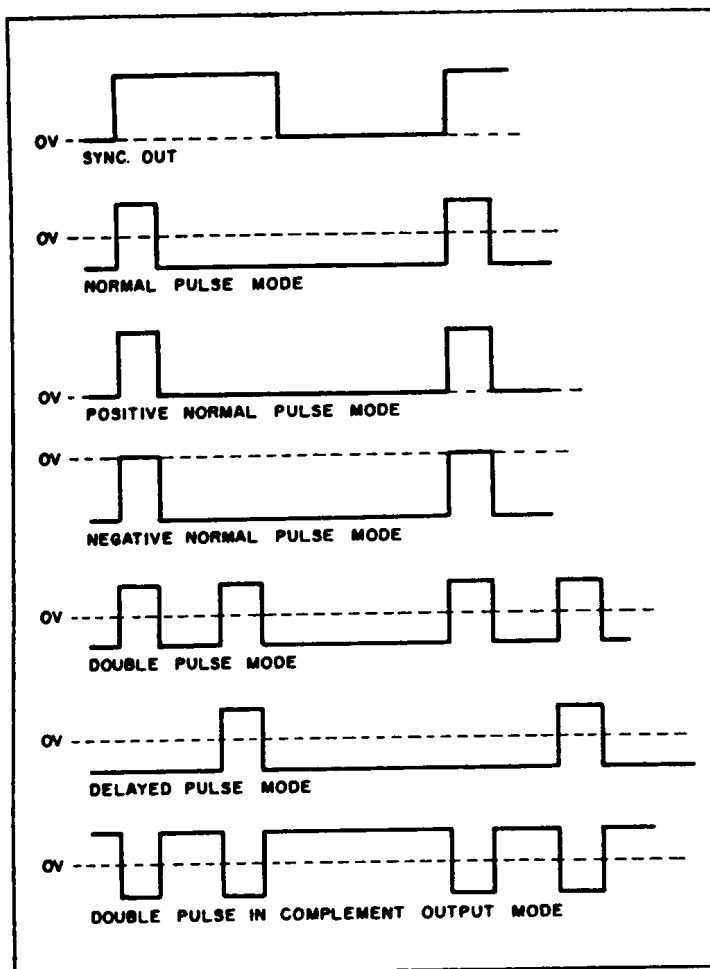 OV
SYNC. OUT
OV
NORMAL PULSE MODE
OV
POSITIVE NORMAL PULSE MODE
OV
NEGATIVE NORMAL PULSE MODE
OV
DOUBLE PULSE MODE
OV
DELAYED PULSE MODE
OV
DOUBLE PULSE IN COMPLEMENT OUTPUT MODE